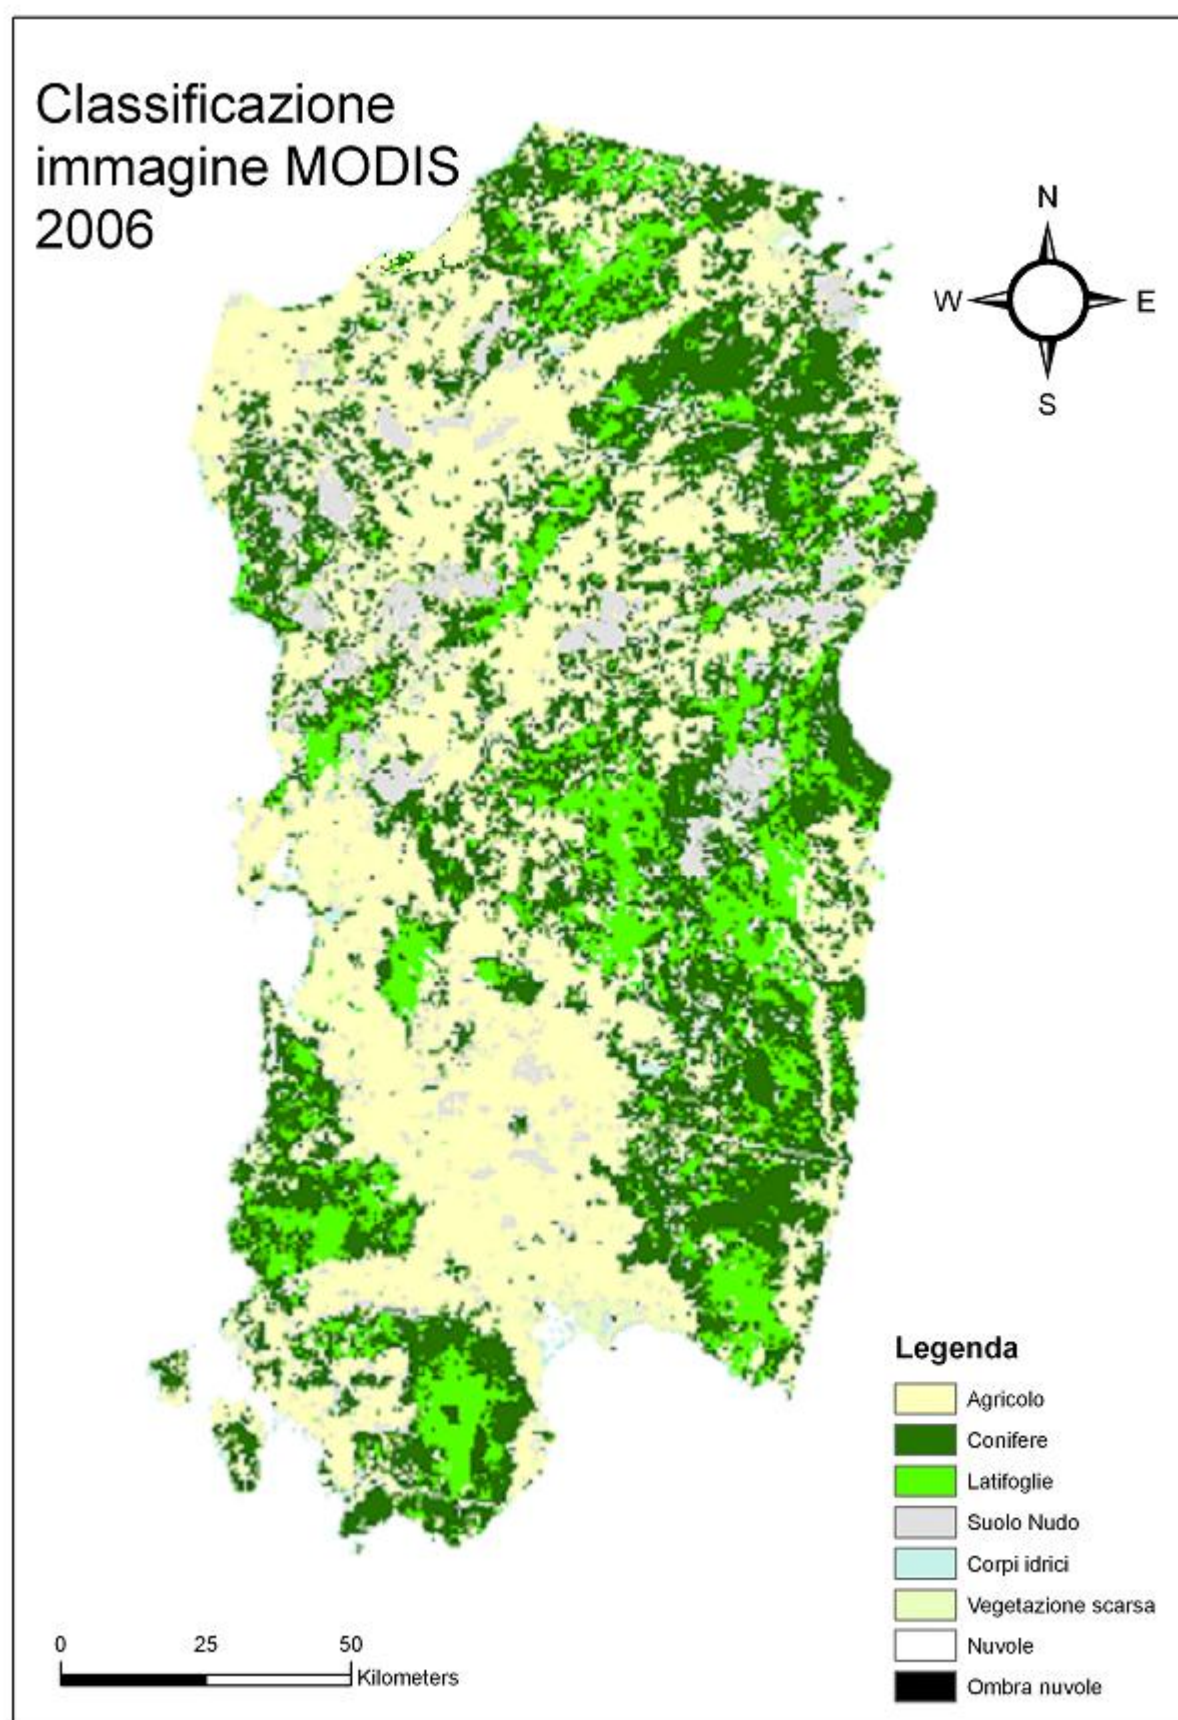 Classificazione
immagine MODIS
2006
N
W
E
S
Legenda
Agricolo
Conifere
Latifoglie
Suolo Nudo
Corpi idrici
Vegetazione scarsa
Nuvole
Ombra nuvole
0 25 50
Kilometers